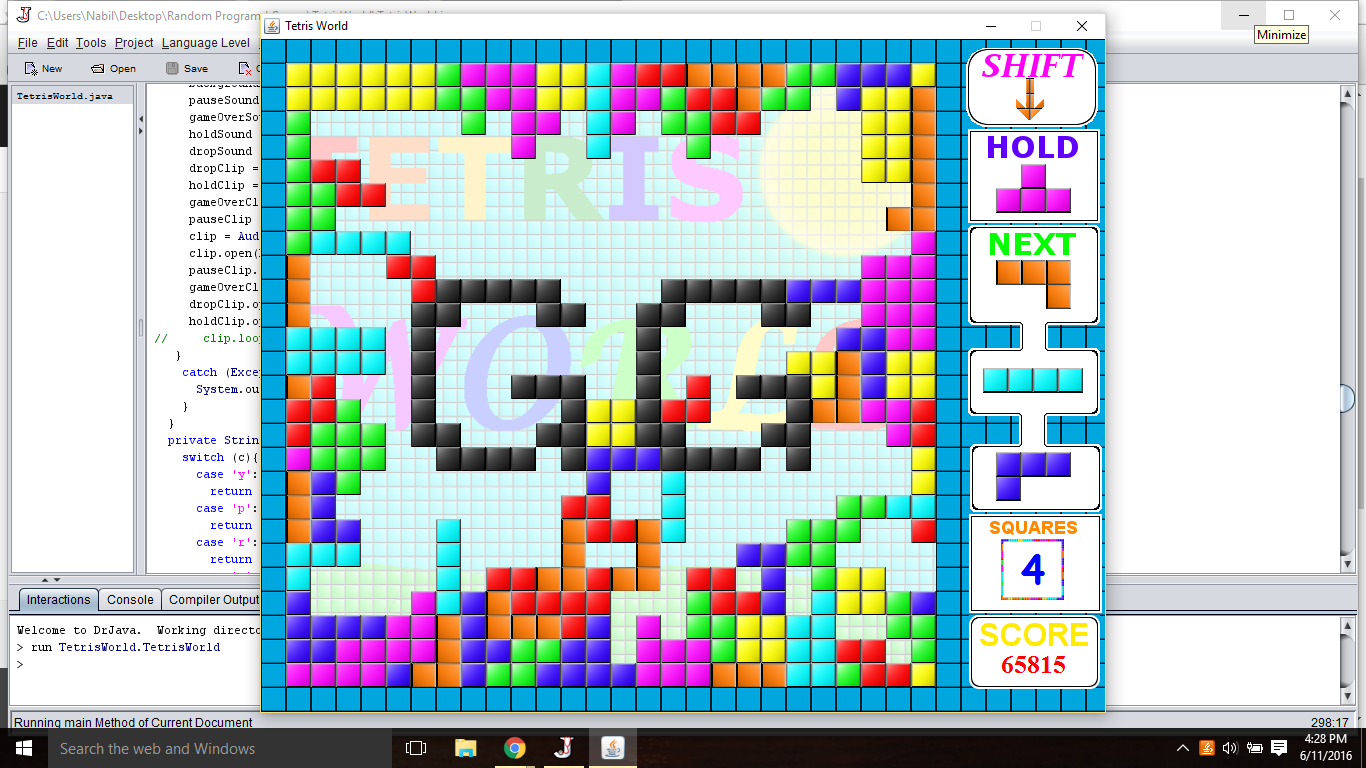 C:\Users\Nabil\Desktop\Random Program
Tetris World
Minimize
File Edit Tools Project Language Level
New Open Save
TetrisWorld.java
pauseSound
gameOverSo
holdSound
dropSound
dropClip =
holdClip =
gameOverCl
pauseClip
clip = Aud
clip.open(
pauseClip.
gameOverCl
dropClip.o
holdClip.o
// clip.loo
}
catch (Exce
System.ou
}
}
private Strin
switch (c){
case 'y':
return
case 'p':
return
case 'r':
return
TETRIS
WORLD
SHIFT
HOLD
NEXT
SQUARES
4
SCORE
65815
Interactions Console Compiler Output
Welcome to DrJava. Working directo
> run TetrisWorld.TetrisWorld
>
Running main Method of Current Document
298:17
Search the web and Windows
4:28 PM
6/11/2016